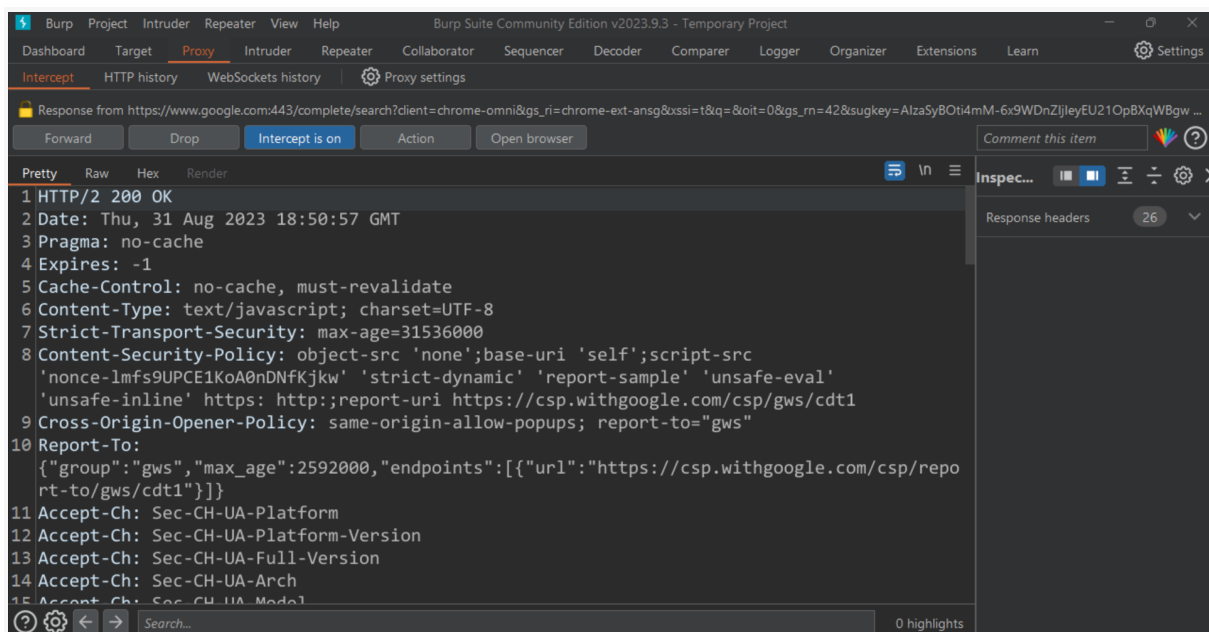 Burp Project Intruder Repeater View Help Burp Suite Community Edition v2023.9.3 - Temporary Project
Dashboard Target Proxy Intruder Repeater Collaborator Sequencer Decoder Comparer Logger Organizer Extensions Learn Settings
Intercept HTTP history WebSockets history Proxy settings
Response from https://www.google.com:443/complete/search?client=chrome-omni&gs_ri=chrome-ext-ansg&xssi=t&q=&oit=0&gs_rn=42&sugkey=AIzaSyBOti4mM-6x9WDnZIjIeyEU21OpBXqWBgw ...
Forward Drop Intercept is on Action Open browser Comment this item
Pretty Raw Hex Render \n Inspec...
1 HTTP/2 200 OK
2 Date: Thu, 31 Aug 2023 18:50:57 GMT
3 Pragma: no-cache
4 Expires: -1
5 Cache-Control: no-cache, must-revalidate
6 Content-Type: text/javascript; charset=UTF-8
7 Strict-Transport-Security: max-age=31536000
8 Content-Security-Policy: object-src 'none';base-uri 'self';script-src
'nonce-lmfs9UPCE1KoA0nDNfKjkw' 'strict-dynamic' 'report-sample' 'unsafe-eval'
'unsafe-inline' https: http:;report-uri https://csp.withgoogle.com/csp/gws/cdt1
9 Cross-Origin-Opener-Policy: same-origin-allow-popups; report-to="gws"
10 Report-To:
{"group":"gws","max_age":2592000,"endpoints":[{"url":"https://csp.withgoogle.com/csp/repo
rt-to/gws/cdt1"}]}
11 Accept-Ch: Sec-CH-UA-Platform
12 Accept-Ch: Sec-CH-UA-Platform-Version
13 Accept-Ch: Sec-CH-UA-Full-Version
14 Accept-Ch: Sec-CH-UA-Arch
15 Accept-Ch: Sec-CH-UA-Model
Response headers 26
Search... 0 highlights